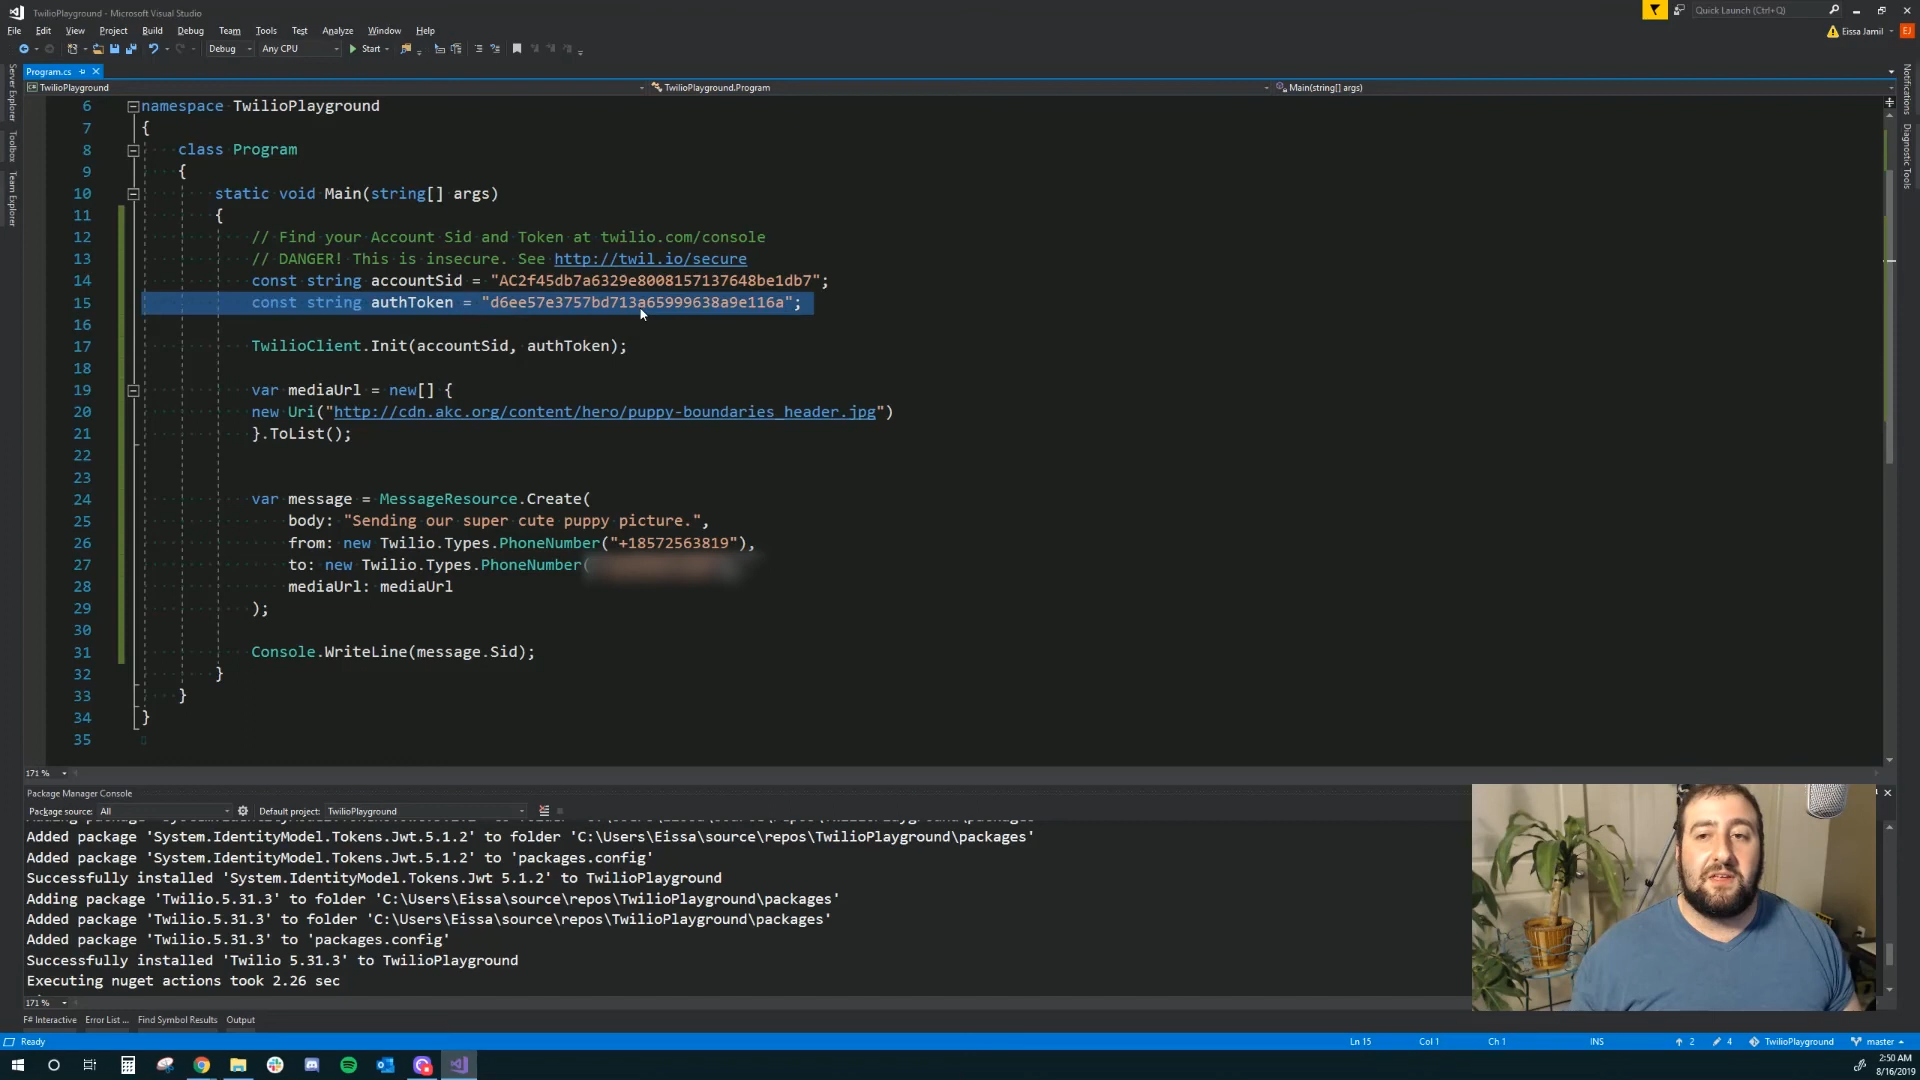 TwilioPlayground - Microsoft Visual Studio
Quick Launch (Ctrl+Q)
File Edit View Project Build Debug Team Tools Test Analyze Window Help
Eissa Jamil
EJ
Debug Any CPU Start
Program.cs
TwilioPlayground TwilioPlayground.Program Main(string[] args)
Server Explorer
Toolbox
Team Explorer
Notifications
Diagnostic Tools
6 namespace TwilioPlayground
7 {
8 class Program
9 {
10 static void Main(string[] args)
11 {
12 // Find your Account Sid and Token at twilio.com/console
13 // DANGER! This is insecure. See http://twil.io/secure
14 const string accountSid = "AC2f45db7a6329e8008157137648be1db7";
15 const string authToken = "d6ee57e3757bd713a65999638a9e116a";
16
17 TwilioClient.Init(accountSid, authToken);
18
19 var mediaUrl = new[] {
20 new Uri("http://cdn.akc.org/content/hero/puppy-boundaries_header.jpg")
21 }.ToList();
22
23
24 var message = MessageResource.Create(
25 body: "Sending our super cute puppy picture.",
26 from: new Twilio.Types.PhoneNumber("+18572563819"),
27 to: new Twilio.Types.PhoneNumber(
28 mediaUrl: mediaUrl
29 );
30
31 Console.WriteLine(message.Sid);
32 }
33 }
34 }
35
171 %
Package Manager Console
Package source: All Default project: TwilioPlayground
Added package 'System.IdentityModel.Tokens.Jwt.5.1.2' to folder 'C:\Users\Eissa\source\repos\TwilioPlayground\packages'
Added package 'System.IdentityModel.Tokens.Jwt.5.1.2' to 'packages.config'
Successfully installed 'System.IdentityModel.Tokens.Jwt 5.1.2' to TwilioPlayground
Adding package 'Twilio.5.31.3' to folder 'C:\Users\Eissa\source\repos\TwilioPlayground\packages'
Added package 'Twilio.5.31.3' to folder 'C:\Users\Eissa\source\repos\TwilioPlayground\packages'
Added package 'Twilio.5.31.3' to 'packages.config'
Successfully installed 'Twilio 5.31.3' to TwilioPlayground
Executing nuget actions took 2.26 sec
171 %
F# Interactive Error List ... Find Symbol Results Output
Ready Ln 15 Col 1 Ch 1 INS 2 4 TwilioPlayground master
2:50 AM
8/16/2019